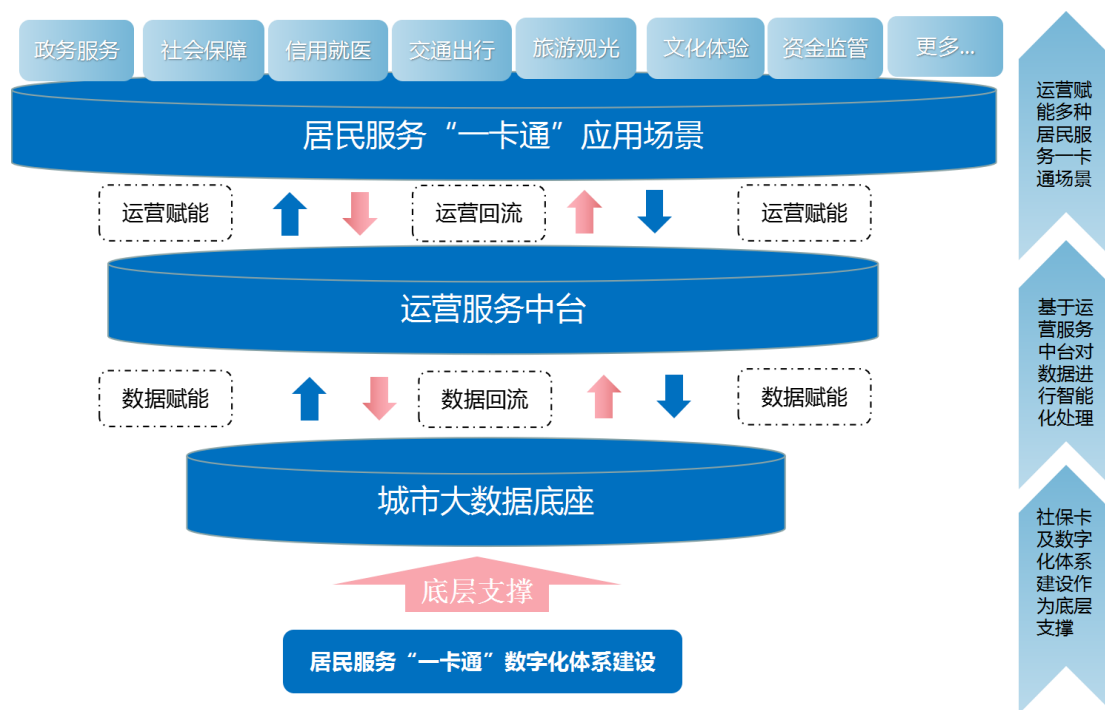 政务服务
社会保障
信用就医
交通出行
旅游观光
文化体验
资金监管
更多...
居民服务“一卡通”应用场景
运营赋能
运营回流
运营赋能
运营服务中台
数据赋能
数据回流
数据赋能
城市大数据底座
底层支撑
居民服务“一卡通”数字化体系建设
运营赋
能多种
居民服
务一卡
通场景
基于运
营服务
中台对
数据进
行智能
化处理
社保卡
及数字
化体系
建设作
为底层
支撑